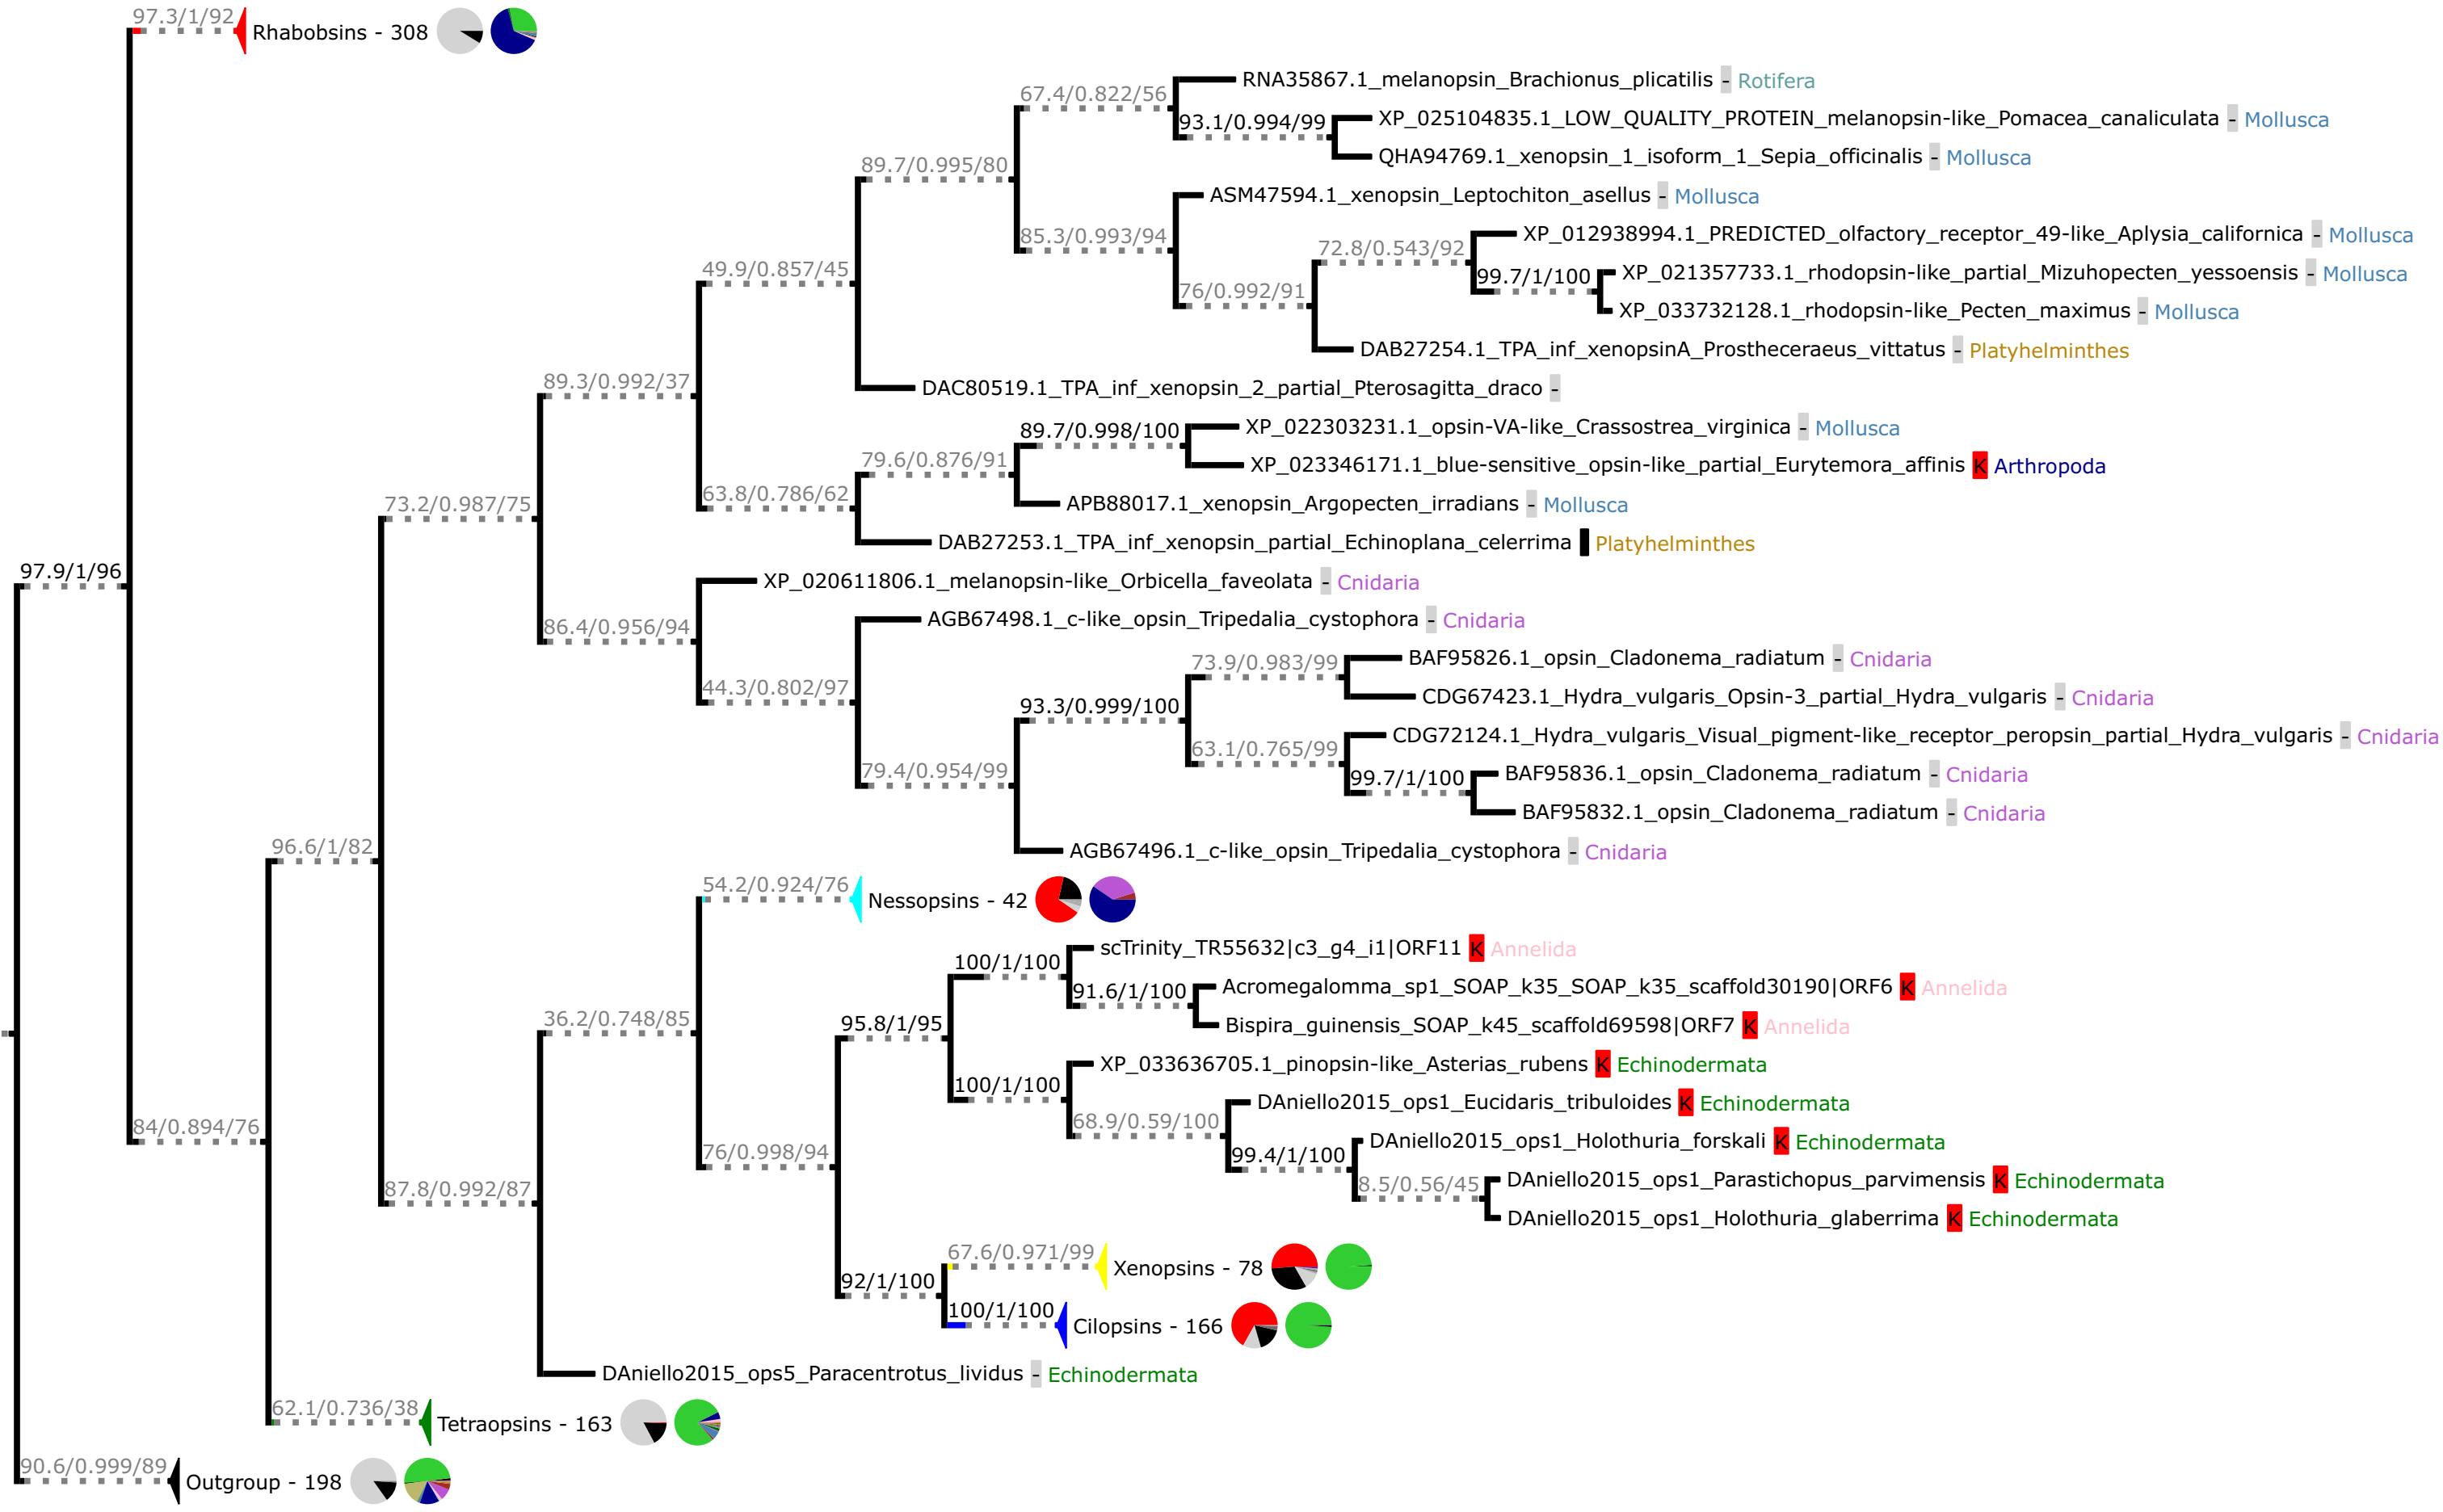 97.3/1/92
Rhabobsins - 308
RNA35867.1_melanopsin_Brachionus_plicatilis - Rotifera
67.4/0.822/56
93.1/0.994/99
XP_025104835.1_LOW_QUALITY_PROTEIN_melanopsin-like_Pomacea_canaliculata - Mollusca
QHA94769.1_xenopsin_1_isoform_1_Sepia_officinalis - Mollusca
89.7/0.995/80
ASM47594.1_xenopsin_Leptochiton_asellus - Mollusca
85.3/0.993/94
XP_012938994.1_PREDICTED_olfactory_receptor_49-like_Aplysia_californica - Mollusca
72.8/0.543/92
99.7/1/100
XP_021357733.1_rhodopsin-like_partial_Mizuhopecten_yessoensis - Mollusca
49.9/0.857/45
76/0.992/91
XP_033732128.1_rhodopsin-like_Pecten_maximus - Mollusca
DAB27254.1_TPA_inf_xenopsinA_Prostheceraeus_vittatus - Platyhelminthes
89.3/0.992/37
DAC80519.1_TPA_inf_xenopsin_2_partial_Pterosagitta_draco -
XP_022303231.1_opsin-VA-like_Crassostrea_virginica - Mollusca
89.7/0.998/100
79.6/0.876/91
XP_023346171.1_blue-sensitive_opsin-like_partial_Eurytemora_affinis K Arthropoda
63.8/0.786/62
73.2/0.987/75
APB88017.1_xenopsin_Argopecten_irradians - Mollusca
DAB27253.1_TPA_inf_xenopsin_partial_Echinoplana_celerrima Platyhelminthes
97.9/1/96
XP_020611806.1_melanopsin-like_Orbicella_faveolata - Cnidaria
86.4/0.956/94
AGB67498.1_c-like_opsin_Tripedalia_cystophora - Cnidaria
73.9/0.983/99
BAF95826.1_opsin_Cladonema_radiatum - Cnidaria
44.3/0.802/97
93.3/0.999/100
CDG67423.1_Hydra_vulgaris_Opsin-3_partial_Hydra_vulgaris - Cnidaria
63.1/0.765/99
CDG72124.1_Hydra_vulgaris_Visual_pigment-like_receptor_peropsin_partial_Hydra_vulgaris - Cnidaria
79.4/0.954/99
99.7/1/100
BAF95836.1_opsin_Cladonema_radiatum - Cnidaria
BAF95832.1_opsin_Cladonema_radiatum - Cnidaria
96.6/1/82
AGB67496.1_c-like_opsin_Tripedalia_cystophora - Cnidaria
54.2/0.924/76
Nessopsins - 42
scTrinity_TR55632|c3_g4_i1|ORF11 K Annelida
100/1/100
91.6/1/100
Acromegalomma_sp1_SOAP_k35_SOAP_k35_scaffold30190|ORF6 K Annelida
36.2/0.748/85
95.8/1/95
Bispira_guinensis_SOAP_k45_scaffold69598|ORF7 K Annelida
XP_033636705.1_pinopsin-like_Asterias_rubens K Echinodermata
100/1/100
DAniello2015_ops1_Eucidaris_tribuloides K Echinodermata
68.9/0.59/100
84/0.894/76
99.4/1/100
DAniello2015_ops1_Holothuria_forskali K Echinodermata
76/0.998/94
8.5/0.56/45
DAniello2015_ops1_Parastichopus_parvimensis K Echinodermata
87.8/0.992/87
DAniello2015_ops1_Holothuria_glaberrima K Echinodermata
67.6/0.971/99
Xenopsins - 78
92/1/100
100/1/100
Cilopsins - 166
DAniello2015_ops5_Paracentrotus_lividus - Echinodermata
62.1/0.736/38
Tetraopsins - 163
90.6/0.999/89
Outgroup - 198